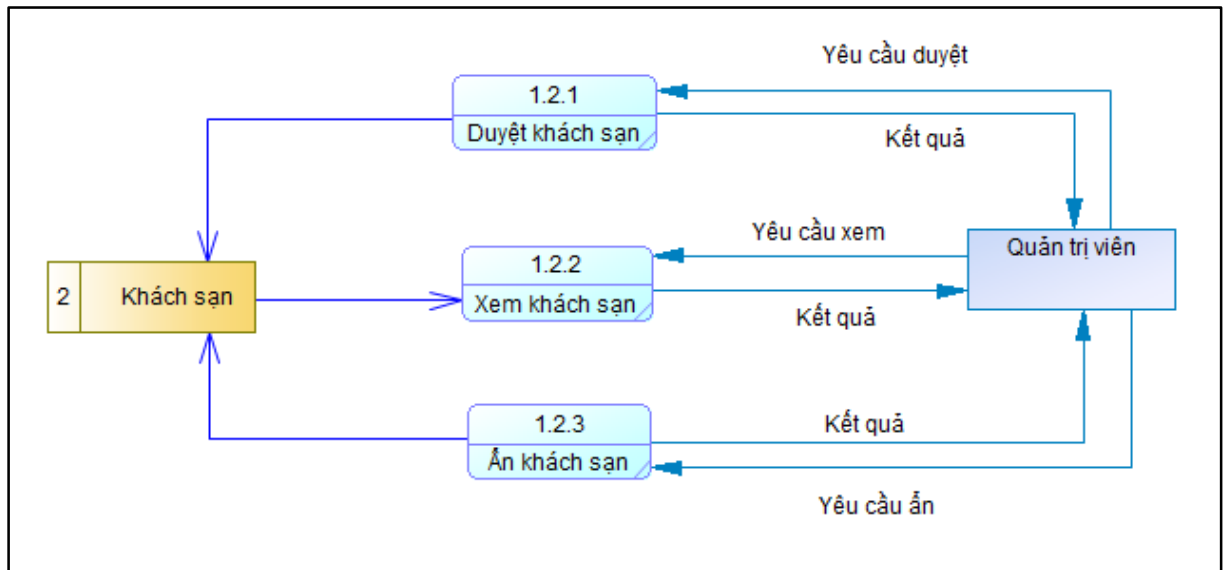 Yêu cầu duyệt
1.2.1
Duyệt khách sạn
Kết quả
Yêu cầu xem
Quản trị viên
1.2.2
2
Khách sạn
Xem khách sạn
Kết quả
1.2.3
Kết quả
Ẩn khách sạn
Yêu cầu ẩn